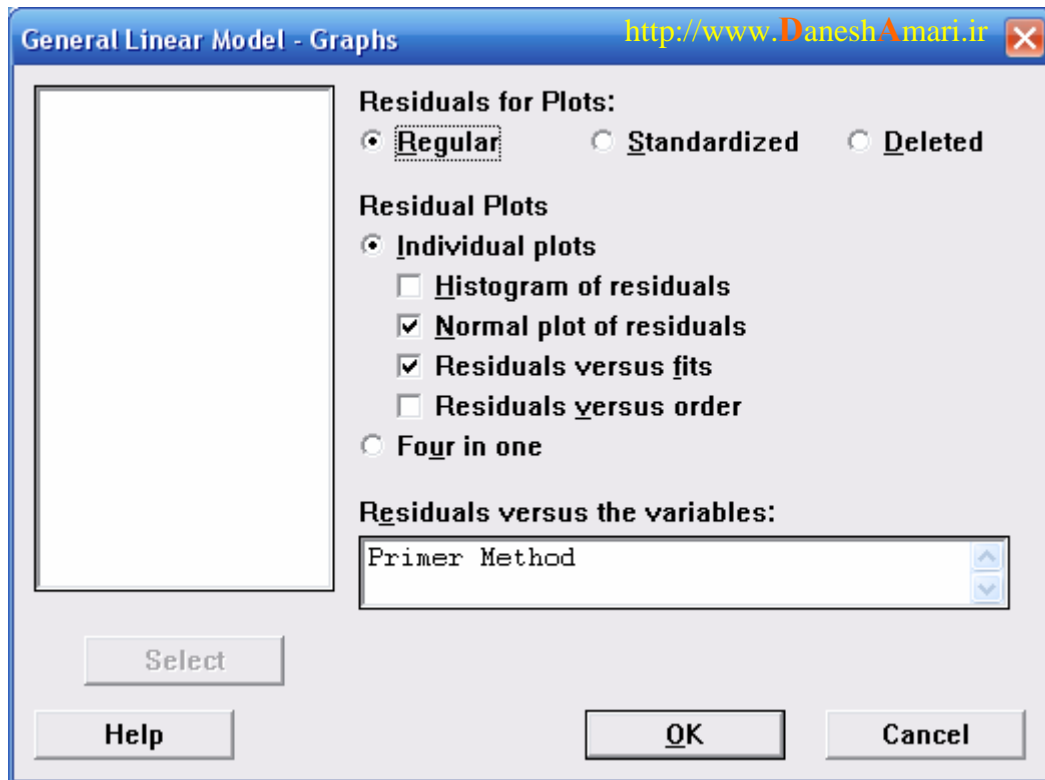 General Linear Model - Graphs
http://www.DaneshAmari.ir
Residuals for Plots:
Regular Standardized Deleted
Residual Plots
Individual plots
Histogram of residuals
Normal plot of residuals
Residuals versus fits
Residuals versus order
Four in one
Residuals versus the variables:
Primer Method
Select
Help OK Cancel